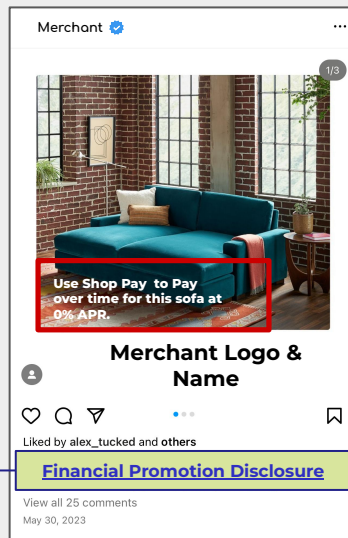 Merchant
1/3
Use Shop Pay to Pay
over time for this sofa at
0% APR.
Merchant Logo &
Name
Liked by alex_tucked and others
Financial Promotion Disclosure
View all 25 comments
May 30, 2023